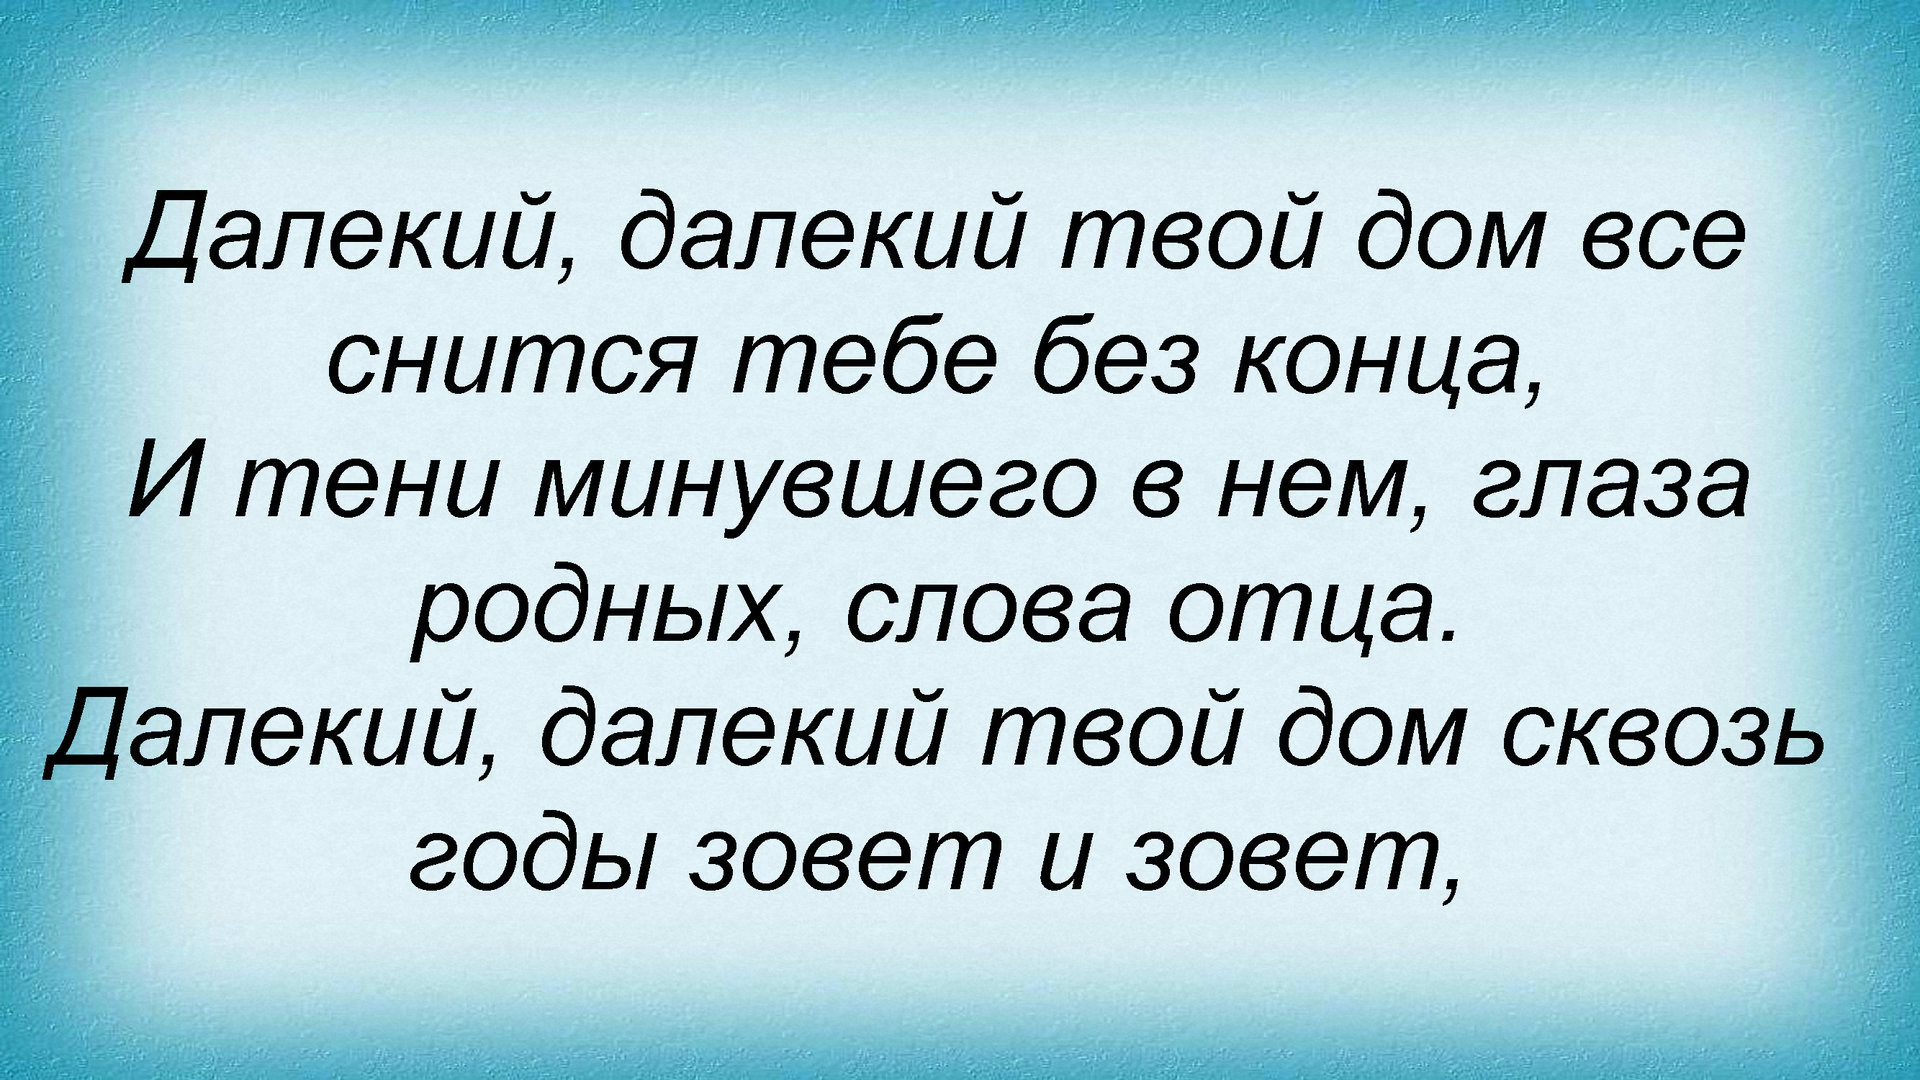 Далекий, далекий твой дом все
снится тебе без конца,
И тени минувшего в нем, глаза
родных, слова отца.
Далекий, далекий твой дом сквозь
годы зовет и зовет,